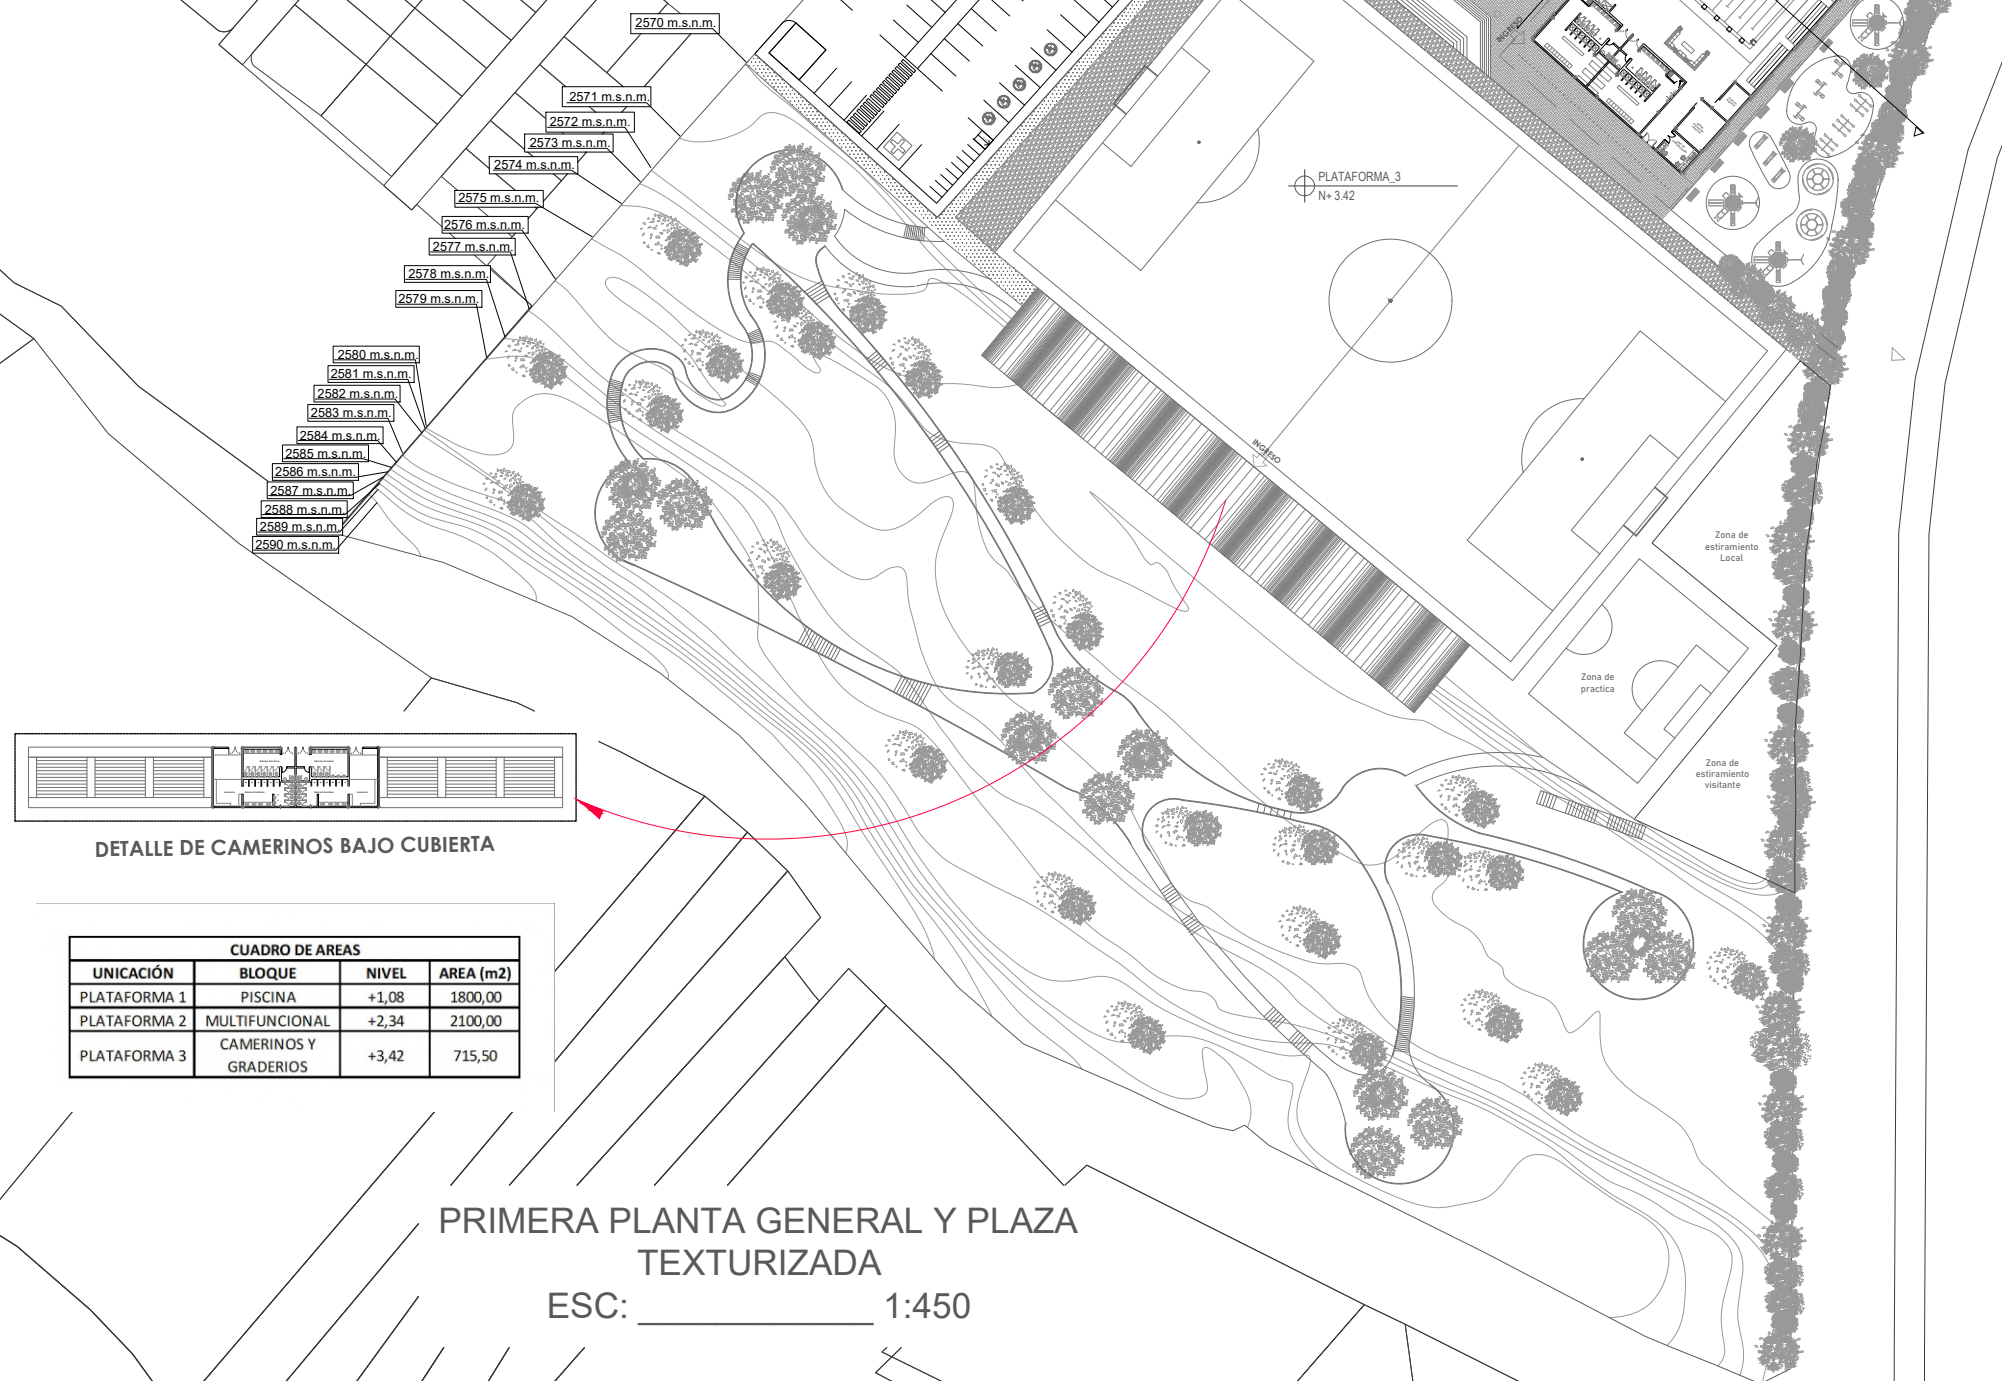 2570 m.s.n.m.
2571 m.s.n.m.
2572 m.s.n.m.
2573 m.s.n.m.
2574 m.s.n.m.
2575 m.s.n.m.
2576 m.s.n.m.
2577 m.s.n.m.
2578 m.s.n.m.
2579 m.s.n.m.
2580 m.s.n.m.
2581 m.s.n.m.
2582 m.s.n.m.
2583 m.s.n.m.
2584 m.s.n.m.
2585 m.s.n.m.
2586 m.s.n.m.
2587 m.s.n.m.
2588 m.s.n.m.
2589 m.s.n.m.
2590 m.s.n.m.
INGRESO
PLATAFORMA_3
N+ 3.42
INGRESO
Zona de
estiramiento
Local
Zona de
practica
Zona de
estiramiento
visitante
DETALLE DE CAMERINOS BAJO CUBIERTA
CUADRO DE AREAS
UNICACIÓN BLOQUE NIVEL AREA (m2)
PLATAFORMA 1 PISCINA +1,08 1800,00
PLATAFORMA 2 MULTIFUNCIONAL +2,34 2100,00
PLATAFORMA 3 CAMERINOS Y GRADERIOS +3,42 715,50
PRIMERA PLANTA GENERAL Y PLAZA
TEXTURIZADA
ESC: ____________ 1:450